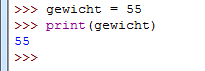 >>> gewicht = 55
>>> print(gewicht)
55
>>>